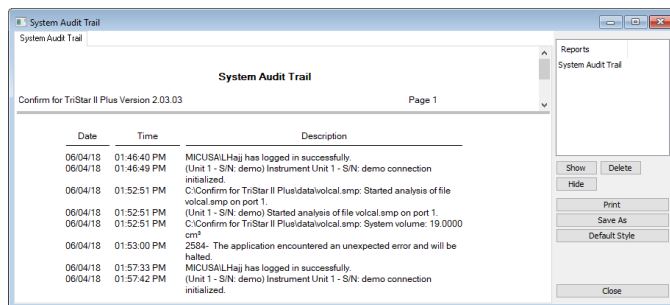 System Audit Trail
System Audit Trail
System Audit Trail
Confirm for TriStar II Plus Version 2.03.03 Page 1
Date Time Description
06/04/18 01:46:40 PM MICUSA\LHajj has logged in successfully.
06/04/18 01:46:49 PM (Unit 1 - S/N: demo) Instrument Unit 1 - S/N: demo connection
initialized.
06/04/18 01:52:51 PM C:\Confirm for TriStar II Plus\data\volcal.smp: Started analysis of file
volcal.smp on port 1.
06/04/18 01:52:51 PM (Unit 1 - S/N: demo) Started analysis of file volcal.smp on port 1.
06/04/18 01:52:51 PM C:\Confirm for TriStar II Plus\data\volcal.smp: System volume: 19.0000
cm³
06/04/18 01:53:00 PM 2584- The application encountered an unexpected error and will be
halted.
06/04/18 01:57:33 PM MICUSA\LHajj has logged in successfully.
06/04/18 01:57:42 PM (Unit 1 - S/N: demo) Instrument Unit 1 - S/N: demo connection
initialized.
Reports
System Audit Trail
Show Delete
Hide
Print
Save As
Default Style
Close